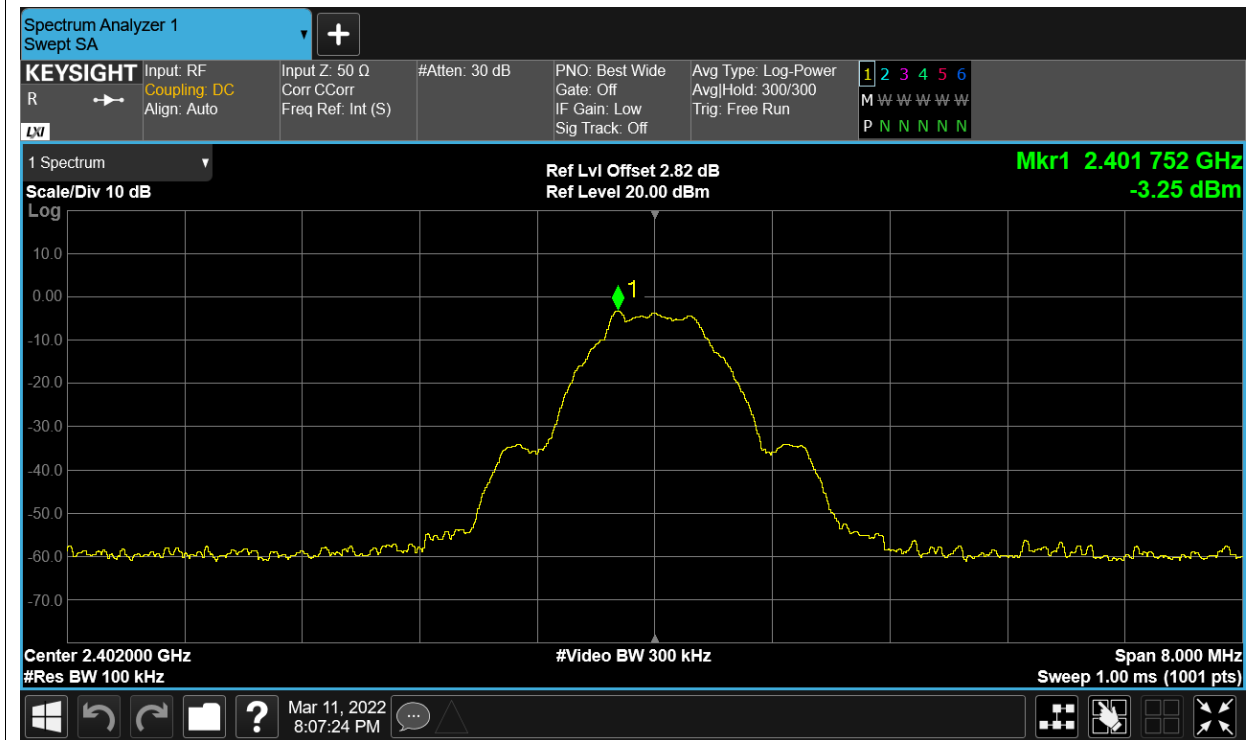 Spectrum Analyzer 1
Swept SA
+
KEYSIGHT
R
LXI
Input: RF
Coupling: DC
Align: Auto
Input Z: 50 Ω
Corr CCorr
Freq Ref: Int (S)
#Atten: 30 dB
PNO: Best Wide
Gate: Off
IF Gain: Low
Sig Track: Off
Avg Type: Log-Power
Avg|Hold: 300/300
Trig: Free Run
1 2 3 4 5 6
M W W W W W
P N N N N N
1 Spectrum
Scale/Div 10 dB
Log
Ref Lvl Offset 2.82 dB
Ref Level 20.00 dBm
Mkr1 2.401 752 GHz
-3.25 dBm
1
10.0
0.00
-10.0
-20.0
-30.0
-40.0
-50.0
-60.0
-70.0
Center 2.402000 GHz
#Res BW 100 kHz
#Video BW 300 kHz
Span 8.000 MHz
Sweep 1.00 ms (1001 pts)
?
Mar 11, 2022
8:07:24 PM